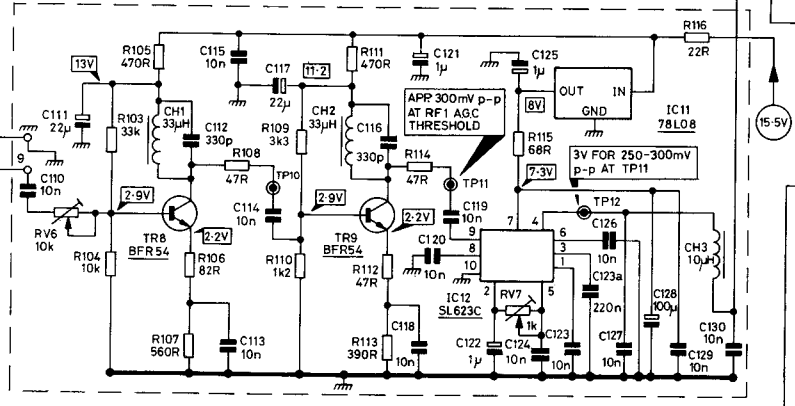 R116
22R
15·5V
R105
470R
C115
10n
R111
470R
C121
1µ
C125
1µ
13V
C117
22µ
11·2
OUT IN
GND
IC11
78L08
C111
22µ
R103
33k
CH1
33µH
C112
330p
R109
3k3
CH2
33µH
C116
330p
APP. 300mV p-p
AT RF1 AGC
THRESHOLD
8V
R115
68R
7·3V
3V FOR 250-300mV
p-p AT TP11
9
C110
10n
R108
47R
TP10
R114
47R
TP11
TP12
2·9V
C114
10n
2·9V
C119
10n
RV6
10k
TR8
BFR54
2·2V
TR9
BFR54
2·2V
C120
10n
9
8
10
7
4
6
3
1
2
5
C126
10n
CH3
10µH
R104
10k
R106
82R
R110
1k2
R112
47R
IC12
SL623C
RV7
1k
C123a
220n
C128
100µ
R107
560R
C113
10n
R113
390R
C118
10n
C122
1µ
C124
10n
C123
10n
C127
10n
C129
10n
C130
10n